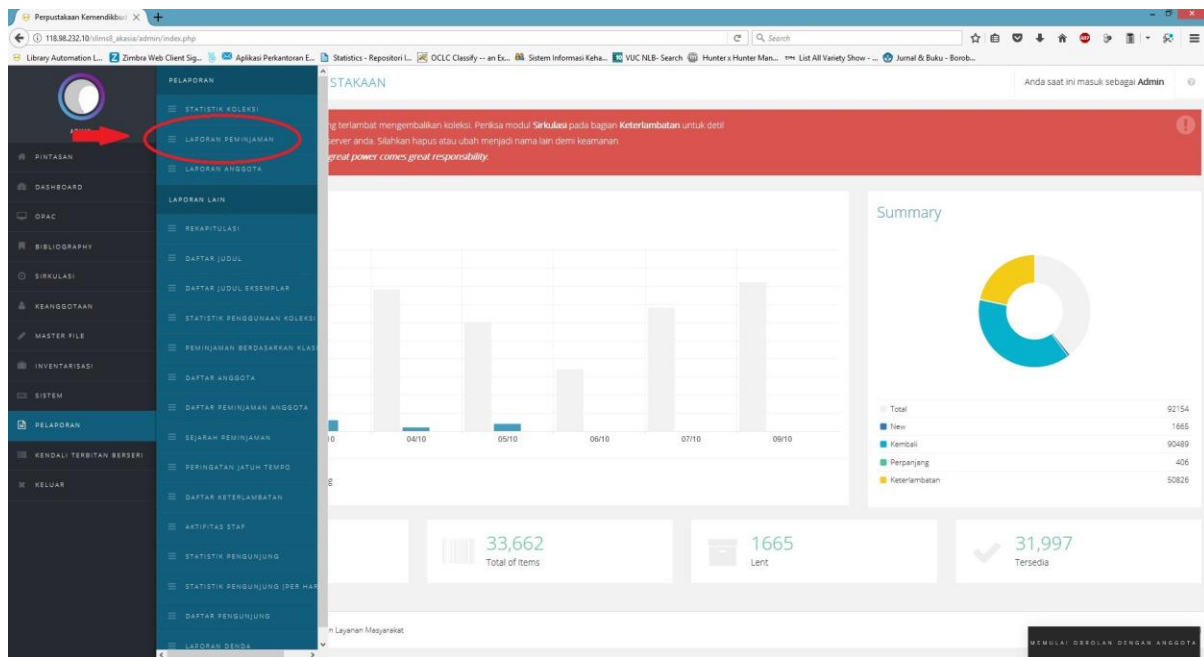 Perpustakaan Kemendikbud
118.98.232.10/slims8_akasia/admin/index.php
Search
Library Automation L...
Zimbra Web Client Sig...
Aplikasi Perkantoran E...
Statistics - Repositori I...
OCLC Classify -- an Ex...
Sistem Informasi Keha...
VUC NLB- Search
Hunter x Hunter Man...
List All Variety Show - ...
Jurnal & Buku - Borob...
STAKAAN
Anda saat ini masuk sebagai Admin
ng terlambat mengembalikan koleksi. Periksa modul Sirkulasi pada bagian Keterlambatan untuk detil
server anda. Silahkan hapus atau ubah menjadi nama lain demi keamanan.
great power comes great responsibility.
PINTASAN
DASHBOARD
OPAC
BIBLIOGRAPHY
SIRKULASI
KEANGGOTAAN
MASTER FILE
INVENTARISASI
SISTEM
PELAPORAN
KENDALI TERBITAN BERSERI
KELUAR
PELAPORAN
STATISTIK KOLEKSI
LAPORAN PEMINJAMAN
LAPORAN ANGGOTA
LAPORAN LAIN
REKAPITULASI
DAFTAR JUDUL
DAFTAR JUDUL EKSEMPLAR
STATISTIK PENGGUNAAN KOLEKSI
PEMINJAMAN BERDASARKAN KLASI
DAFTAR ANGGOTA
DAFTAR PEMINJAMAN ANGGOTA
SEJARAH PEMINJAMAN
PERINGATAN JATUH TEMPO
DAFTAR KETERLAMBATAN
AKTIFITAS STAF
STATISTIK PENGUNJUNG
STATISTIK PENGUNJUNG (PER HAR
DAFTAR PENGUNJUNG
LAPORAN DENDA
04/10
05/10
06/10
07/10
09/10
Summary
Total 92154
New 1665
Kembali 90489
Perpanjang 406
Keterlambatan 50826
33,662
Total of Items
1665
Lent
31,997
Tersedia
n Layanan Masyarakat
MEMULAI OBROLAN DENGAN ANGGOTA